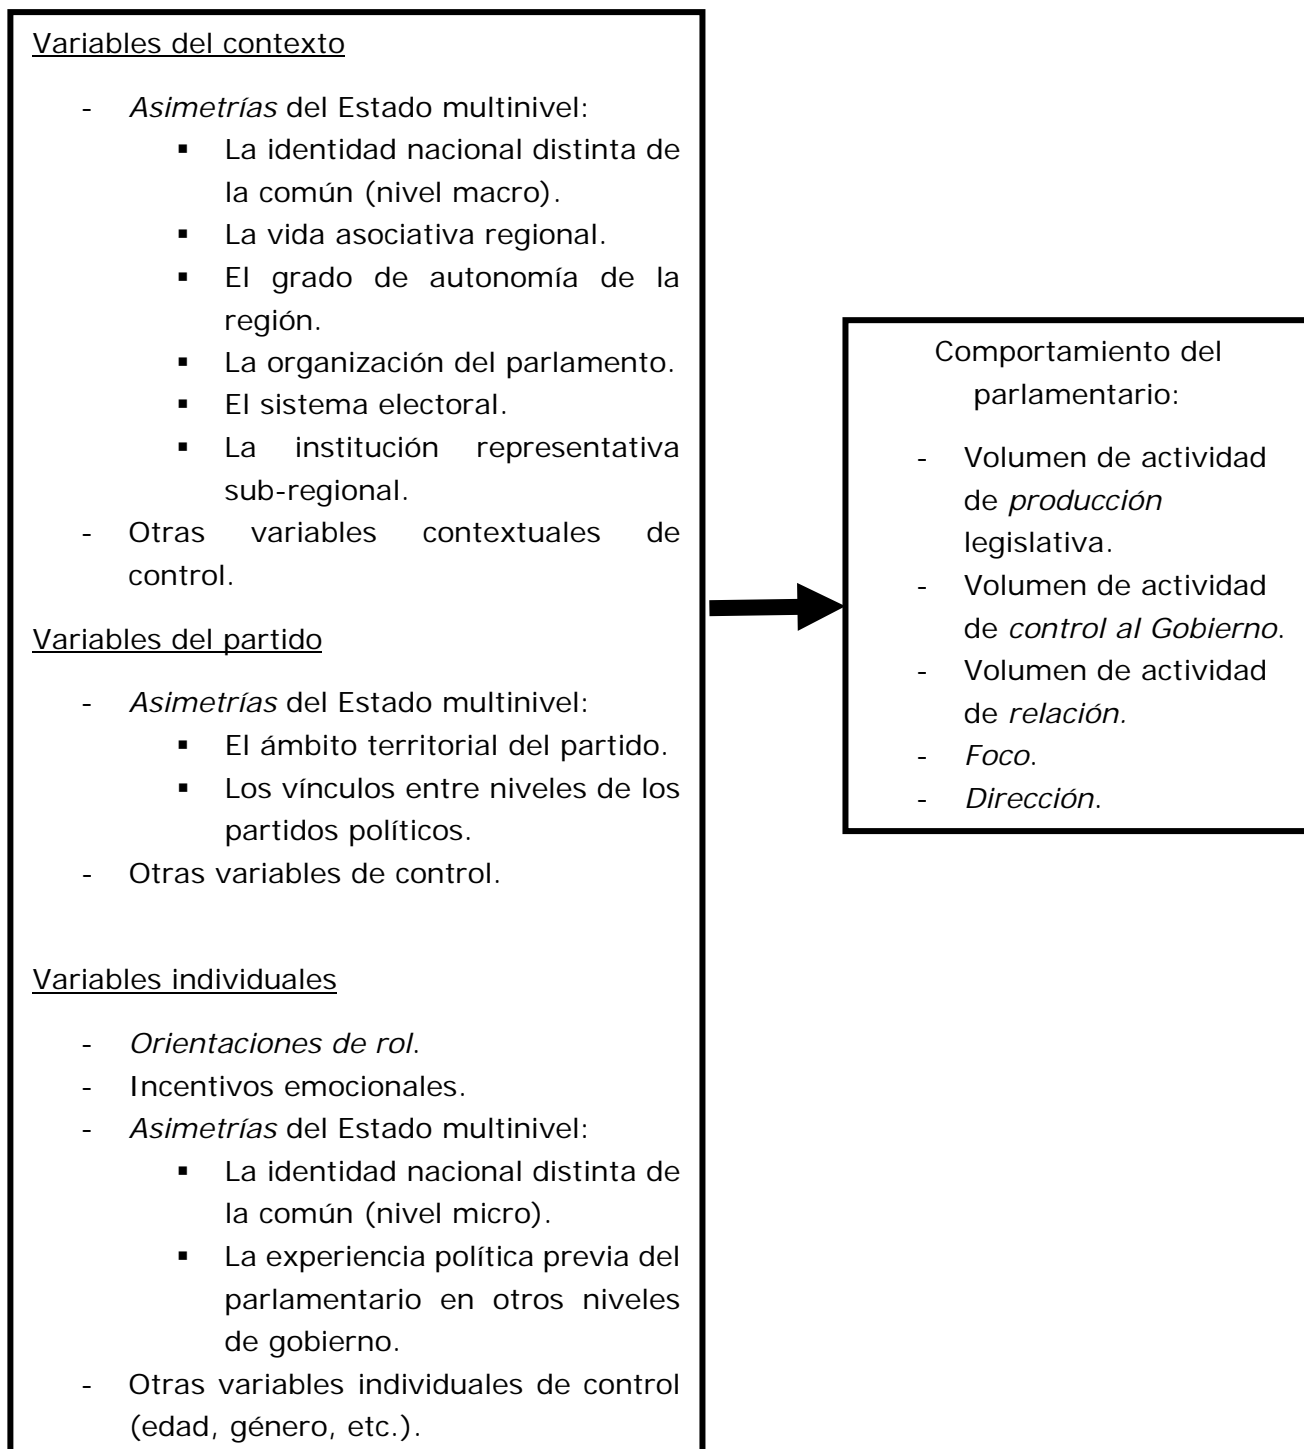 Variables del contexto
- Asimetrías del Estado multinivel:
▪ La identidad nacional distinta de
la común (nivel macro).
▪ La vida asociativa regional.
▪ El grado de autonomía de la
región.
▪ La organización del parlamento.
▪ El sistema electoral.
▪ La institución representativa
sub-regional.
- Otras variables contextuales de
control.
Variables del partido
- Asimetrías del Estado multinivel:
▪ El ámbito territorial del partido.
▪ Los vínculos entre niveles de los
partidos políticos.
- Otras variables de control.
Variables individuales
- Orientaciones de rol.
- Incentivos emocionales.
- Asimetrías del Estado multinivel:
▪ La identidad nacional distinta de
la común (nivel micro).
▪ La experiencia política previa del
parlamentario en otros niveles
de gobierno.
- Otras variables individuales de control
(edad, género, etc.).
Comportamiento del
parlamentario:
- Volumen de actividad
de producción
legislativa.
- Volumen de actividad
de control al Gobierno.
- Volumen de actividad
de relación.
- Foco.
- Dirección.